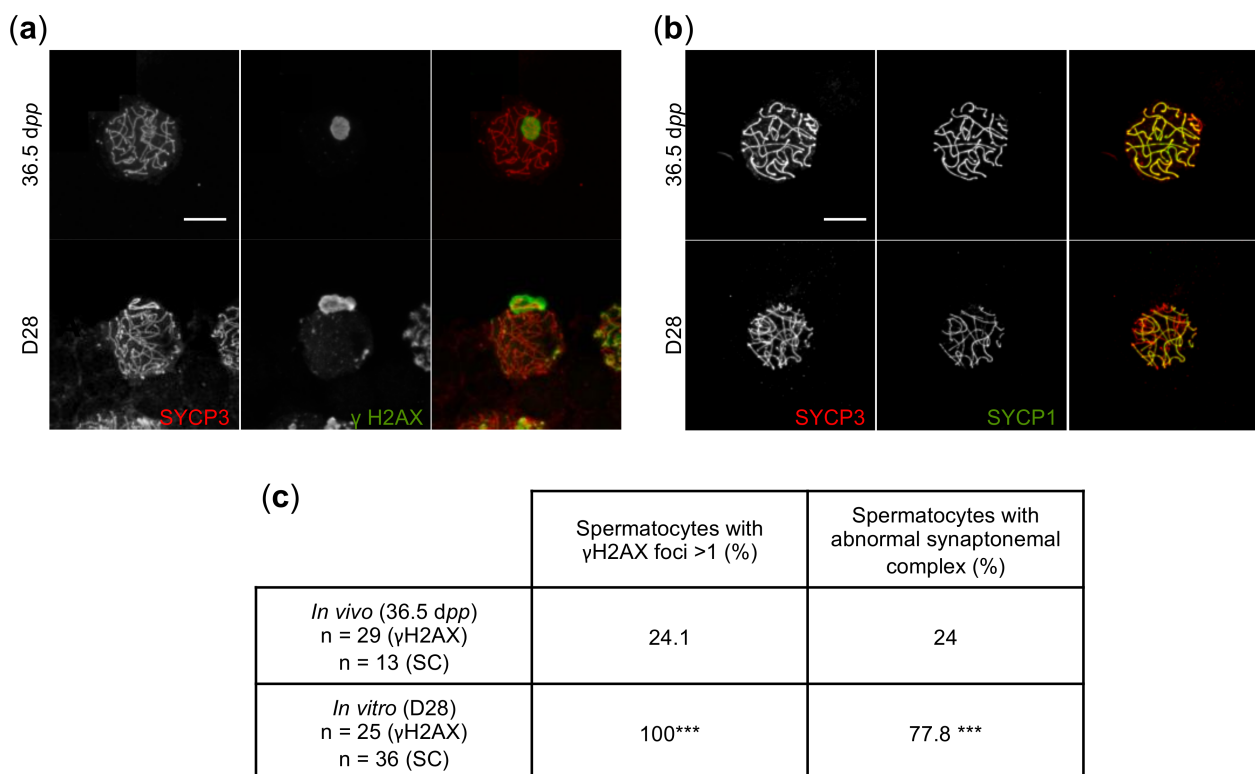 (a)
(b)
36.5 dpp
36.5 dpp
D28
D28
SYCP3
γ H2AX
SYCP3
SYCP1
(c)
Spermatocytes with
γH2AX foci >1 (%)
Spermatocytes with
abnormal synaptonemal
complex (%)
In vivo (36.5 dpp)
n = 29 (γH2AX)
n = 13 (SC)
24.1
24
In vitro (D28)
n = 25 (γH2AX)
n = 36 (SC)
100***
77.8 ***